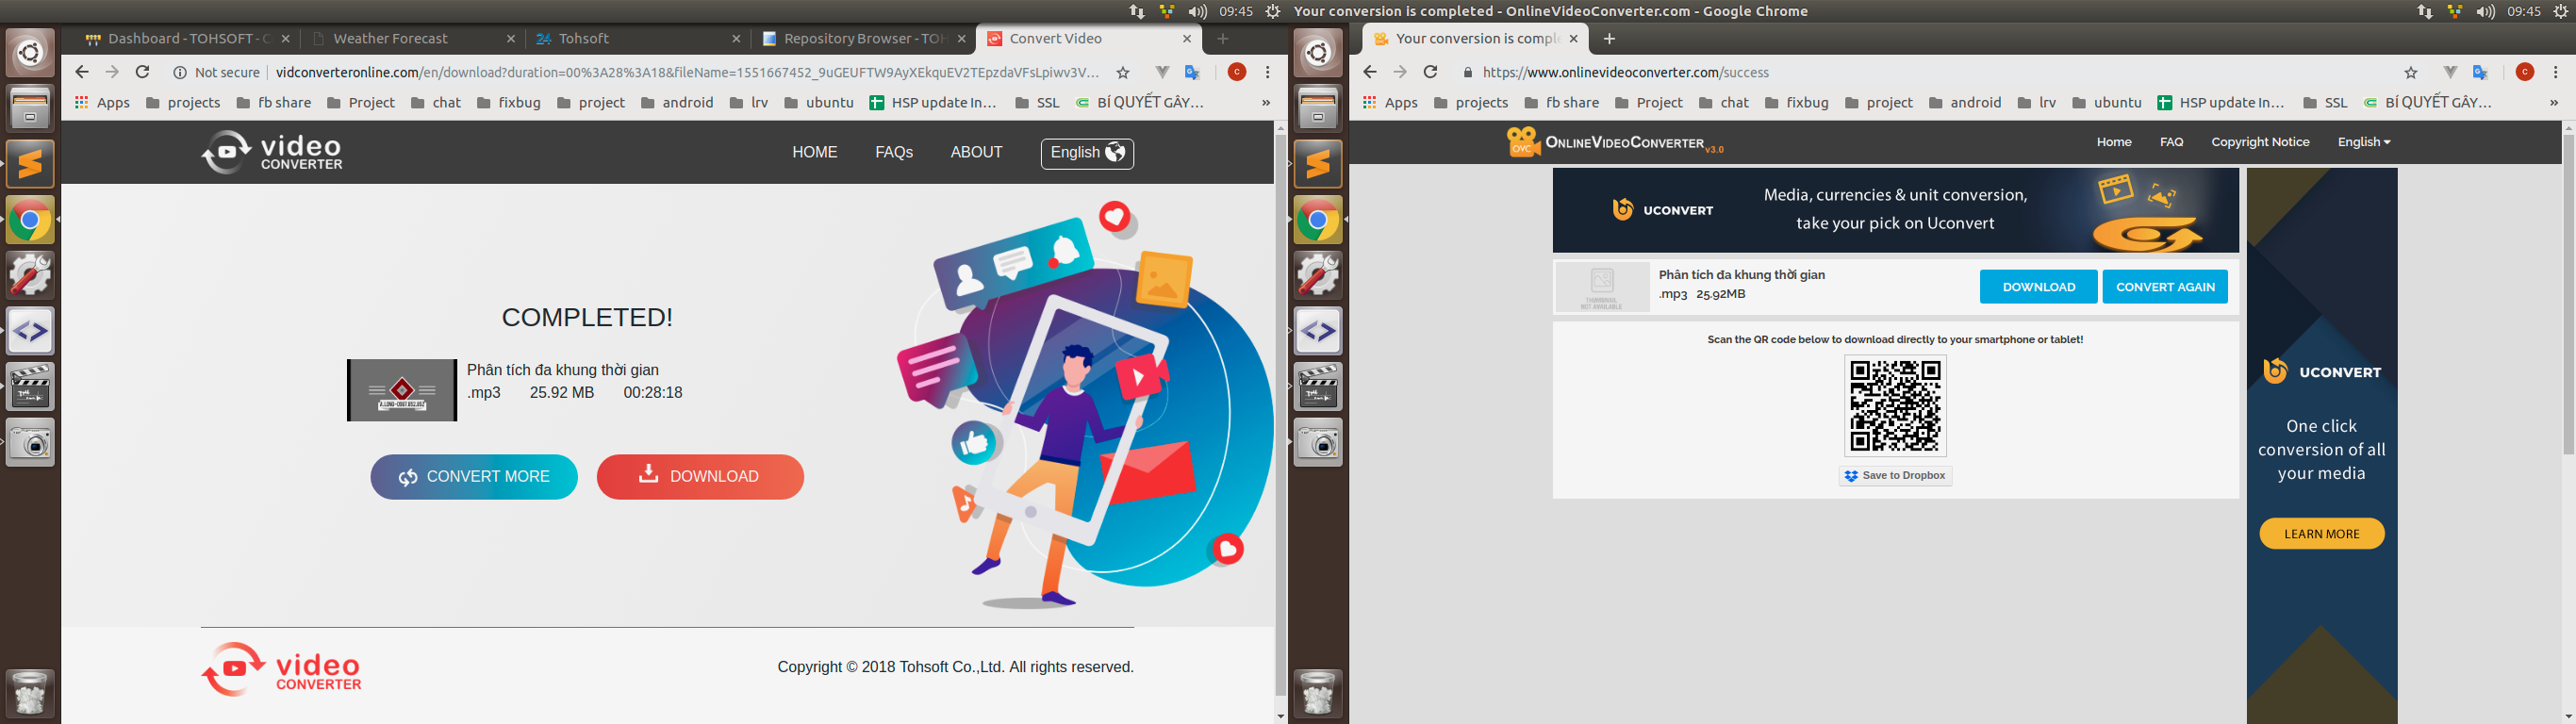 09:45
Dashboard - TOHSOFT - C
Weather Forecast
Tohsoft
Repository Browser - TOH
Convert Video
Not secure
vidconverteronline.com/en/download?duration=00%3A28%3A18&fileName=1551667452_9uGEUFTW9AyXEkquEV2TEpzdaVFsLpiwv3V...
C
Apps
projects
fb share
Project
chat
fixbug
project
android
lrv
ubuntu
HSP update In...
SSL
BÍ QUYẾT GÂY...
»
video
CONVERTER
HOME
FAQs
ABOUT
English
COMPLETED!
Phân tích đa khung thời gian
.mp3 25.92 MB 00:28:18
CONVERT MORE
DOWNLOAD
video
CONVERTER
Copyright © 2018 Tohsoft Co.,Ltd. All rights reserved.
Your conversion is completed - OnlineVideoConverter.com - Google Chrome
09:45
Your conversion is comple
https://www.onlinevideoconverter.com/success
C
Apps
projects
fb share
Project
chat
fixbug
project
android
lrv
ubuntu
HSP update In...
SSL
BÍ QUYẾT GÂY...
»
OVC
ONLINEVIDEOCONVERTER v3.0
Home
FAQ
Copyright Notice
English
UCONVERT
Media, currencies & unit conversion,
take your pick on Uconvert
THUMBNAIL
NOT AVAILABLE
Phân tích đa khung thời gian
.mp3 25.92MB
DOWNLOAD
CONVERT AGAIN
Scan the QR code below to download directly to your smartphone or tablet!
Save to Dropbox
UCONVERT
One click
conversion of all
your media
LEARN MORE